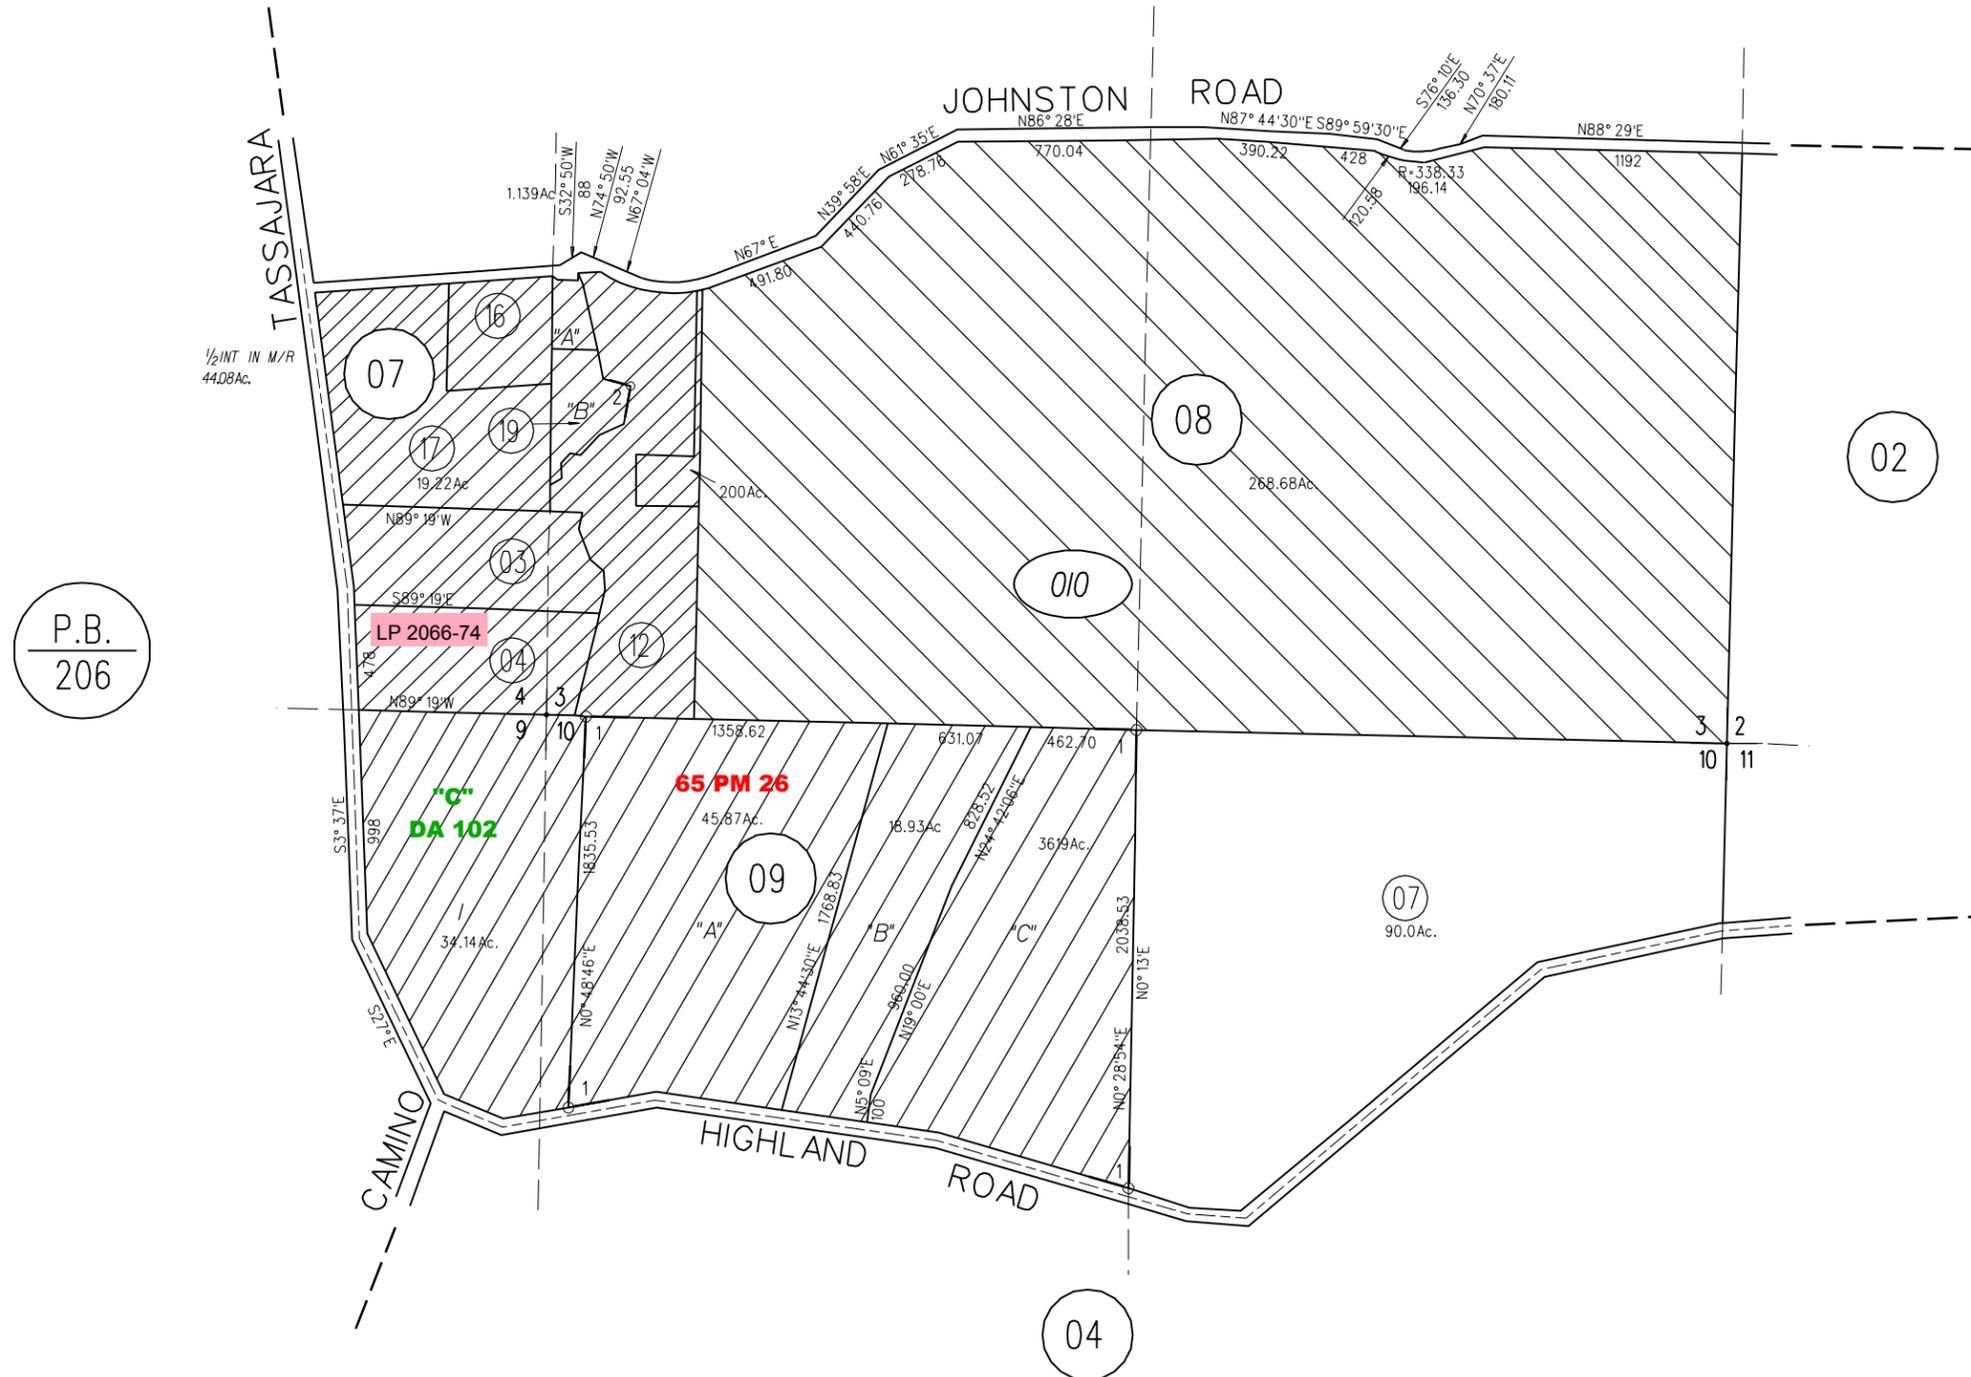 JOHNSTON ROAD
S76° 10'E
136.30
N70° 37'E
180.11
N86° 28'E
N87° 44'30"E
S89° 59'30"E
N88° 29'E
770.04
390.22
428
R=338.33
196.14
120.58
1192
N61° 35'E
278.76
N39° 58'E
440.76
N67° E
491.80
1.139Ac
S32° 50'W
88
N74° 50'W
92.55
N67° 04'W
TASSAJARA
½INT IN M/R
44.08Ac.
07
16
"A"
2
"B"
19
17
19.22Ac
200Ac.
08
268.68Ac.
02
N89° 19'W
03
S89° 19'E
LP 2066-74
04
12
010
478
N89° 19'W
P.B.
206
4 3
9 10
3 2
10 11
1
1358.62
631.07
462.70
1
65 PM 26
"C"
DA 102
45.87Ac.
18.93Ac
828.52
N24° 42'06"E
3619Ac.
S3° 37'E
998
1835.53
09
07
90.0Ac.
1
34.14Ac.
"A"
1768.83
"B"
"C"
2038.53
N0° 13'E
N0° 48'46"E
N13° 44'30"E
960.00
N19° 00'E
S27° E
N5° 09'E
100
N0° 28'54"E
1
1
CAMINO
HIGHLAND ROAD
04